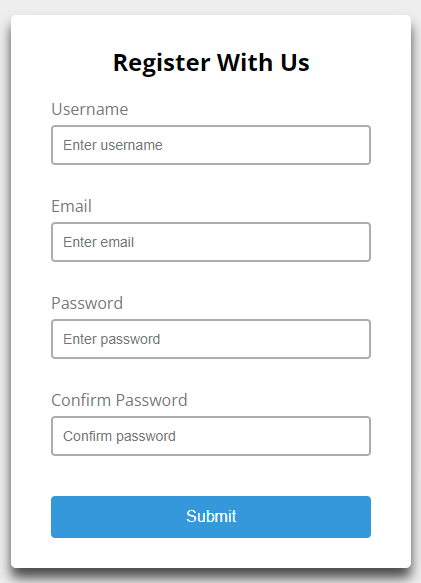 Register With Us
Username
Enter username
Email
Enter email
Password
Enter password
Confirm Password
Confirm password
Submit